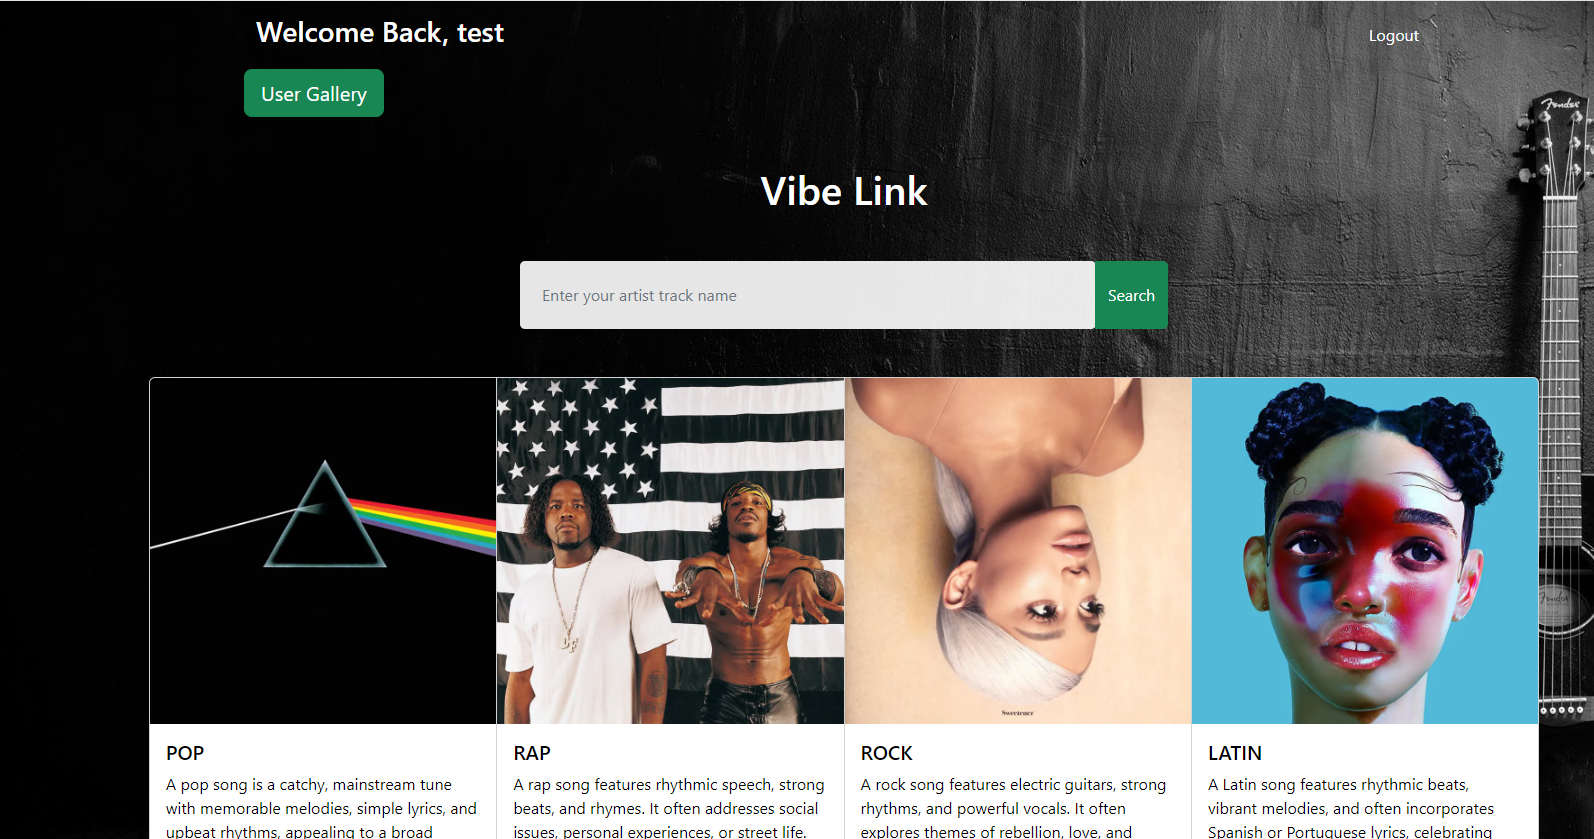 Welcome Back, test
Logout
User Gallery
Fender
Vibe Link
Enter your artist track name
Search
Sweetener
POP
A pop song is a catchy, mainstream tune
with memorable melodies, simple lyrics, and
upbeat rhythms, appealing to a broad
RAP
A rap song features rhythmic speech, strong
beats, and rhymes. It often addresses social
issues, personal experiences, or street life.
ROCK
A rock song features electric guitars, strong
rhythms, and powerful vocals. It often
explores themes of rebellion, love, and
LATIN
A Latin song features rhythmic beats,
vibrant melodies, and often incorporates
Spanish or Portuguese lyrics, celebrating
Fender